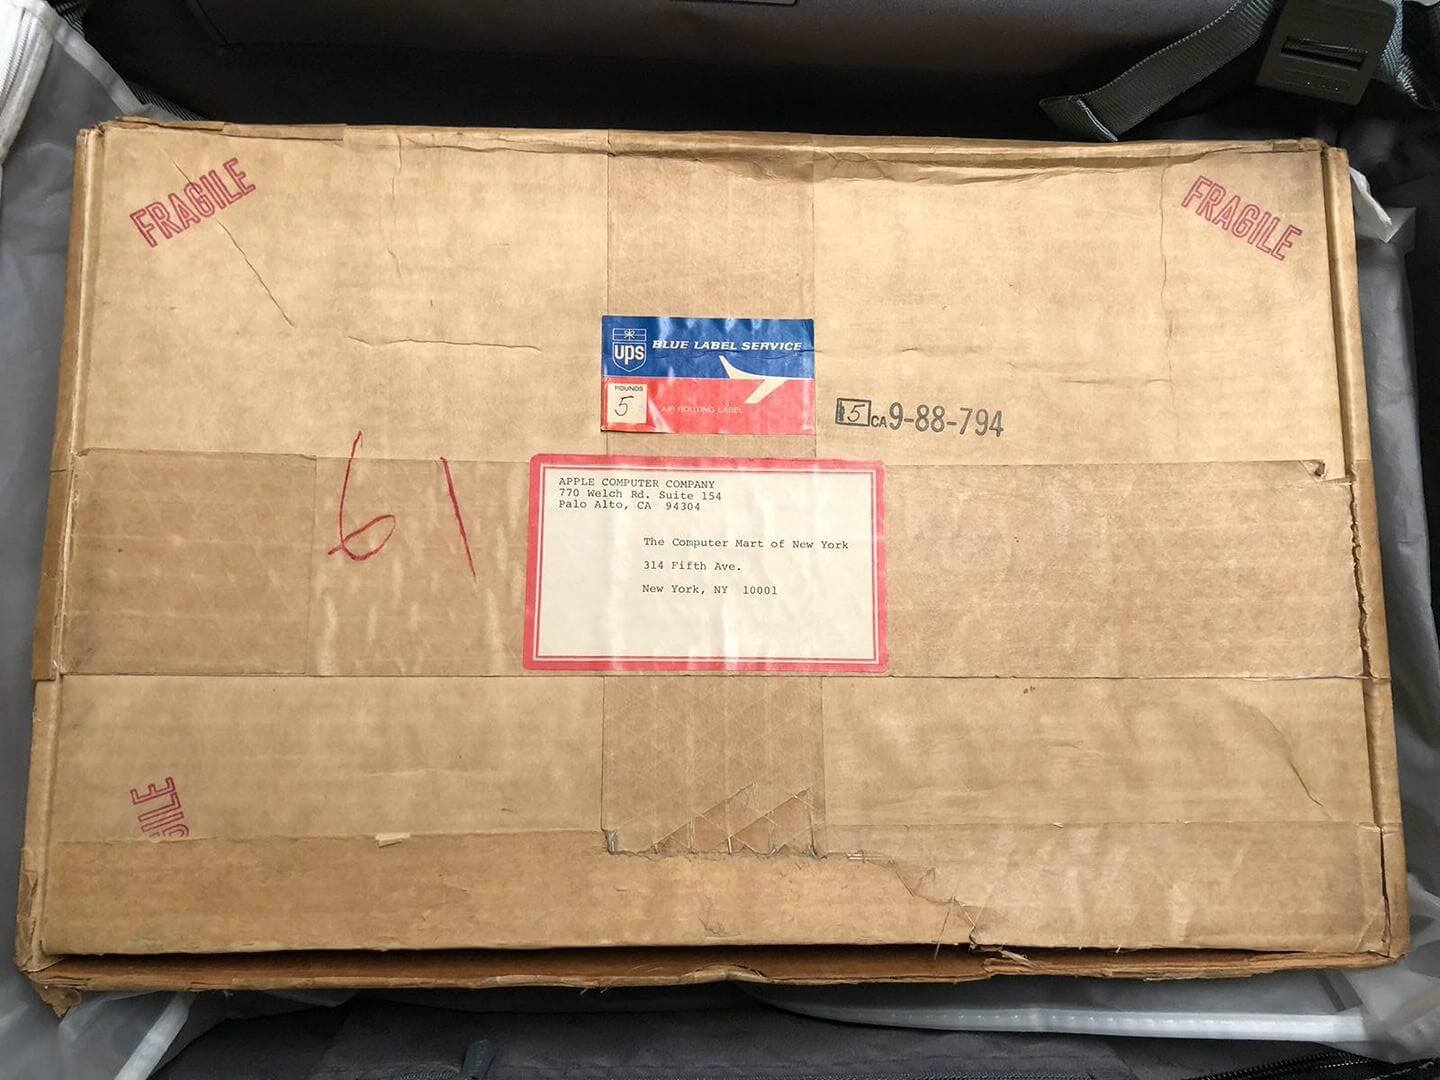 FRAGILE
FRAGILE
ups BLUE LABEL SERVICE
POUNDS
5 AIR ROUTING LABEL
5 CA 9-88-794
61
APPLE COMPUTER COMPANY
770 Welch Rd. Suite 154
Palo Alto, CA 94304
The Computer Mart of New York
314 Fifth Ave.
New York, NY 10001
GILE